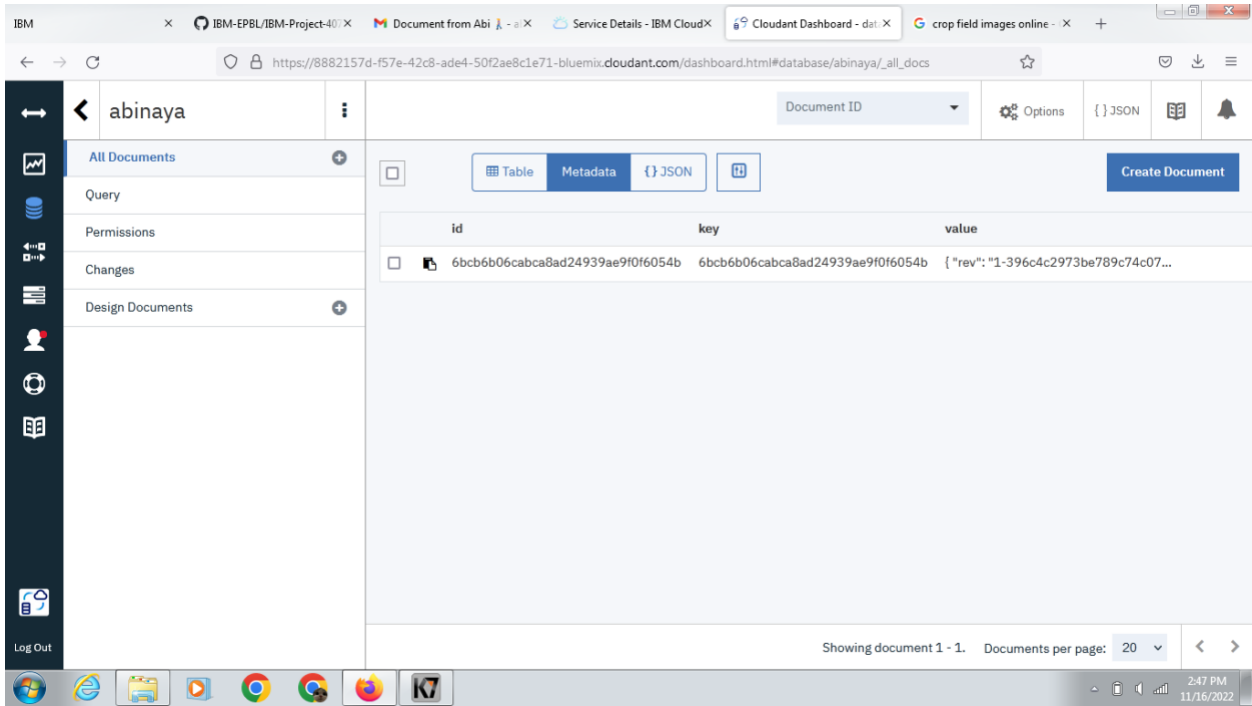 IBM
IBM-EPBL/IBM-Project-407
Document from Abi
Service Details - IBM Cloud
Cloudant Dashboard - dat
crop field images online -
https://8882157d-f57e-42c8-ade4-50f2ae8c1e71-bluemix.cloudant.com/dashboard.html#database/abinaya/_all_docs
abinaya
Document ID
Options
{ } JSON
All Documents
Query
Permissions
Changes
Design Documents
Table
Metadata
{ } JSON
Create Document
id key value
6bcb6b06cabca8ad24939ae9f0f6054b 6bcb6b06cabca8ad24939ae9f0f6054b { "rev": "1-396c4c2973be789c74c07...
Log Out
Showing document 1 - 1. Documents per page: 20
K7
2:47 PM
11/16/2022